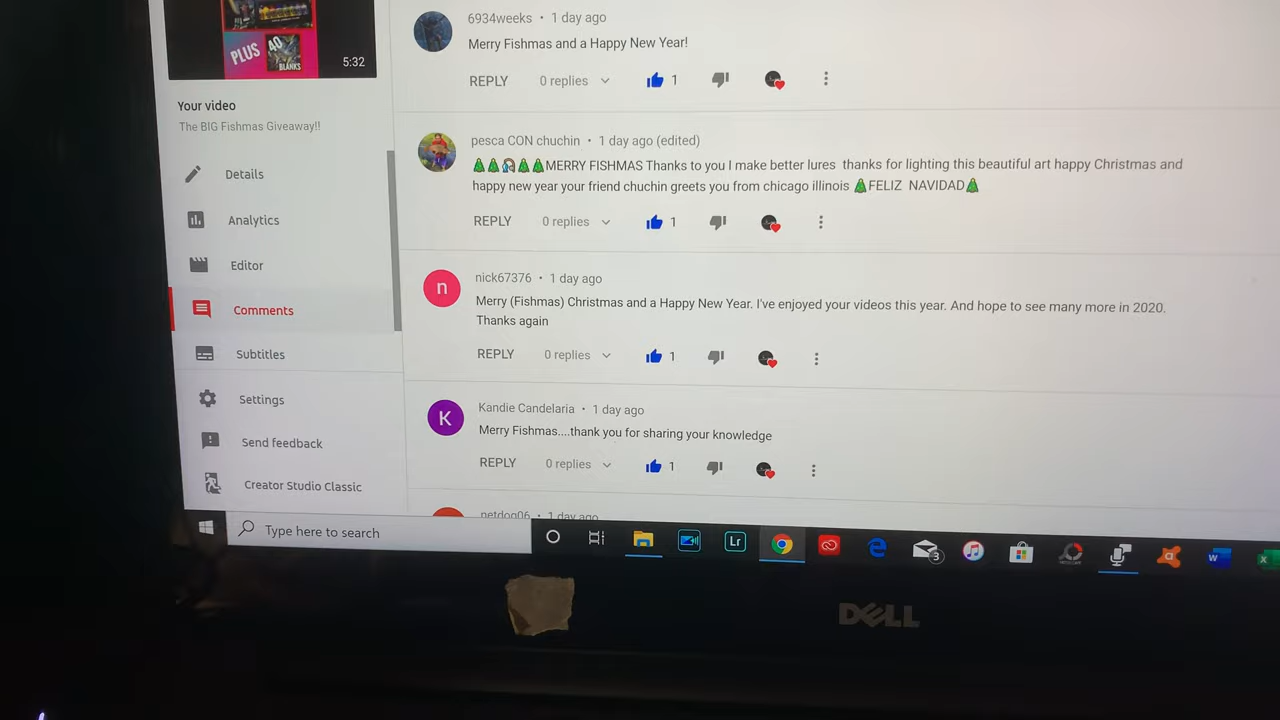 PLUS 40 BLANKS
5:32
Your video
The BIG Fishmas Giveaway!!
Details
Analytics
Editor
Comments
Subtitles
Settings
Send feedback
Creator Studio Classic
6934weeks • 1 day ago
Merry Fishmas and a Happy New Year!
REPLY 0 replies 1
pesca CON chuchin • 1 day ago (edited)
🎄🎄🎄🎄MERRY FISHMAS Thanks to you I make better lures thanks for lighting this beautiful art happy Christmas and
happy new year your friend chuchin greets you from chicago illinois 🎄FELIZ NAVIDAD🎄
REPLY 0 replies 1
n
nick67376 • 1 day ago
Merry (Fishmas) Christmas and a Happy New Year. I've enjoyed your videos this year. And hope to see many more in 2020.
Thanks again
REPLY 0 replies 1
K
Kandie Candelaria • 1 day ago
Merry Fishmas....thank you for sharing your knowledge
REPLY 0 replies 1
petdog06 • 1 day ago
Type here to search
Lr
3
W
X
DELL